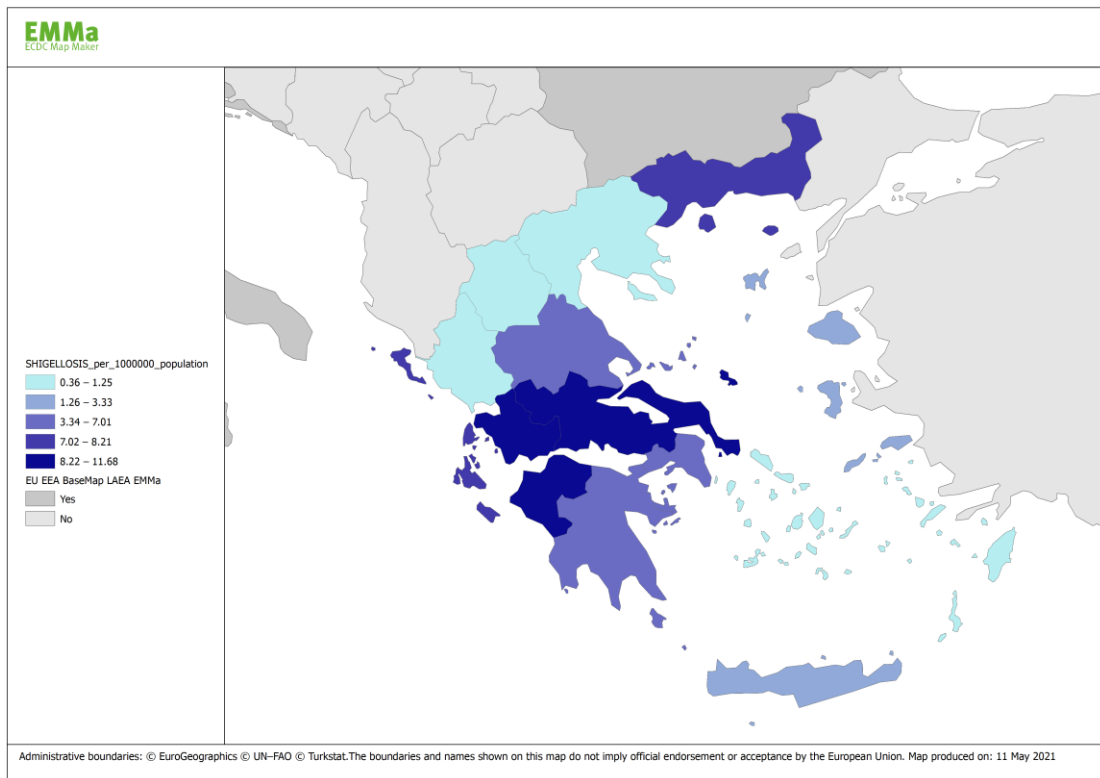 EMMa
ECDC Map Maker
SHIGELLOSIS_per_1000000_population
0.36 – 1.25
1.26 – 3.33
3.34 – 7.01
7.02 – 8.21
8.22 – 11.68
EU EEA BaseMap LAEA EMMa
Yes
No
Administrative boundaries: © EuroGeographics © UN–FAO © Turkstat.The boundaries and names shown on this map do not imply official endorsement or acceptance by the European Union. Map produced on: 11 May 2021